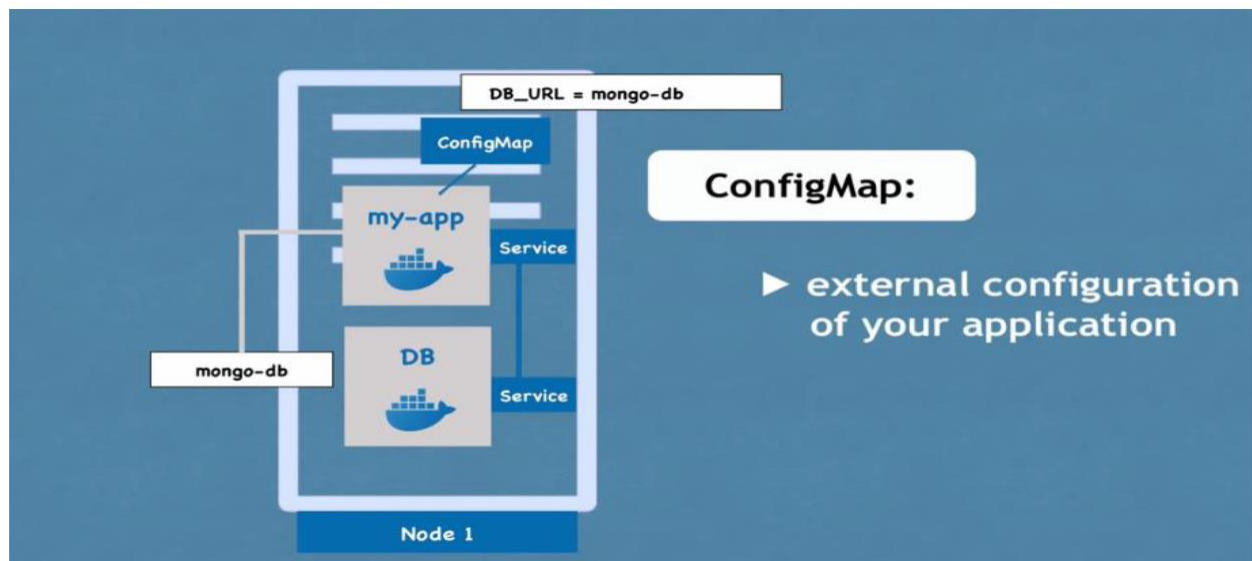 DB_URL = mongo-db
ConfigMap
ConfigMap:
my-app
Service
► external configuration
of your application
mongo-db
DB
Service
Node 1